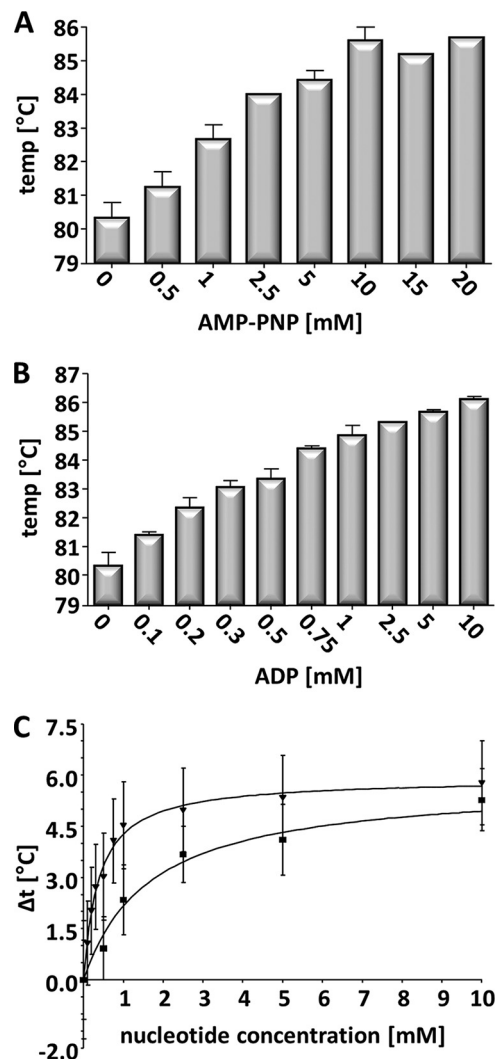 A
86
85
84
83
82
81
80
79
temp [°C]
0 0.5 1 2.5 5 10 15 20
AMP-PNP [mM]
B
87
86
85
84
83
82
81
80
79
temp [°C]
0 0.1 0.2 0.3 0.5 0.75 1 2.5 5 10
ADP [mM]
C
7.5
6.0
4.5
3.0
1.5
0.0
-2.0
Δt [°C]
1 2 3 4 5 6 7 8 9 10
nucleotide concentration [mM]